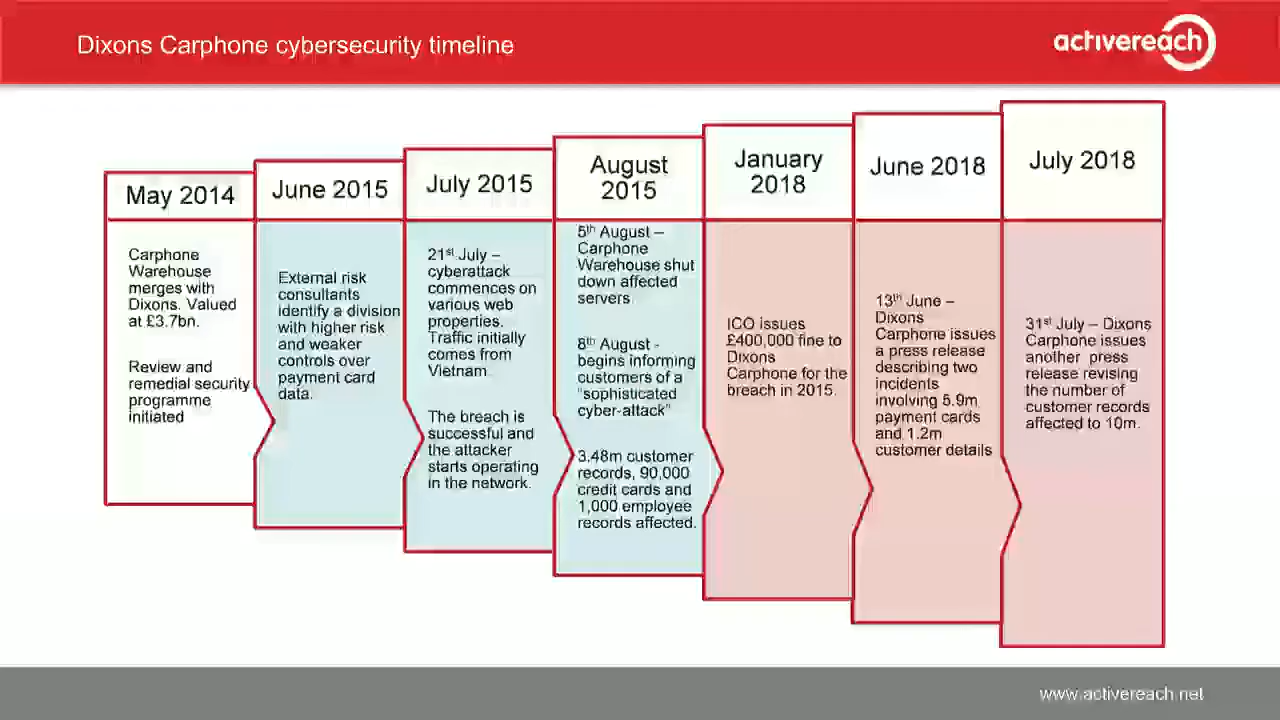 Dixons Carphone cybersecurity timeline
activereach
May 2014
Carphone
Warehouse
merges with
Dixons. Valued
at £3.7bn.
Review and
remedial security
programme
initiated
June 2015
External risk
consultants
identify a division
with higher risk
and weaker
controls over
payment card
data.
July 2015
21st July –
cyberattack
commences on
various web
properties.
Traffic initially
comes from
Vietnam.
The breach is
successful and
the attacker
starts operating
in the network.
August
2015
5th August –
Carphone
Warehouse shut
down affected
servers.
8th August -
begins informing
customers of a
"sophisticated
cyber-attack"
3.48m customer
records, 90,000
credit cards and
1,000 employee
records affected.
January
2018
ICO issues
£400,000 fine to
Dixons
Carphone for the
breach in 2015.
June 2018
13th June –
Dixons
Carphone issues
a press release
describing two
incidents
involving 5.9m
payment cards
and 1.2m
customer details
July 2018
31st July – Dixons
Carphone issues
another press
release revising
the number of
customer records
affected to 10m.
www.activereach.net